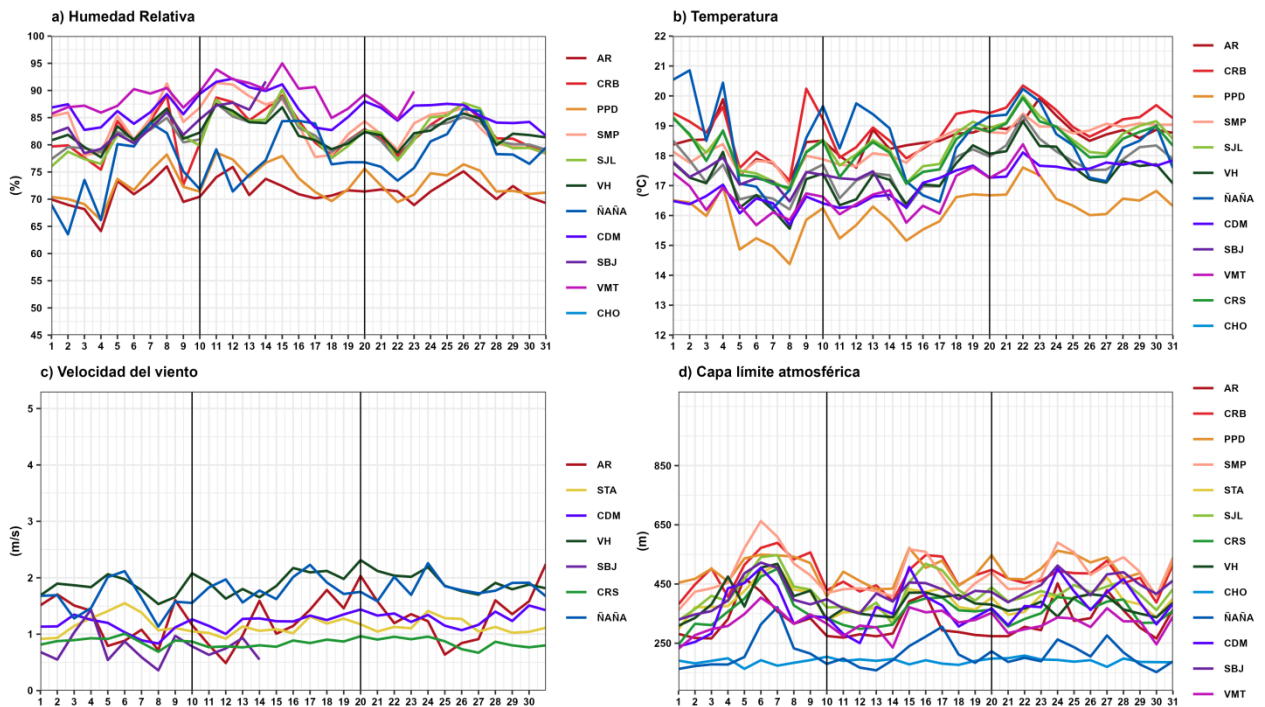 a) Humedad Relativa
100
95
90
85
80
75
70
65
60
55
50
45
(%)
1 2 3 4 5 6 7 8 9 10 11 12 13 14 15 16 17 18 19 20 21 22 23 24 25 26 27 28 29 30 31
AR
CRB
PPD
SMP
SJL
VH
ÑAÑA
CDM
SBJ
VMT
CHO
b) Temperatura
22
21
20
19
18
17
16
15
14
13
12
(ºC)
1 2 3 4 5 6 7 8 9 10 11 12 13 14 15 16 17 18 19 20 21 22 23 24 25 26 27 28 29 30 31
AR
CRB
PPD
SMP
SJL
VH
ÑAÑA
CDM
SBJ
VMT
CRS
CHO
c) Velocidad del viento
5
4
3
2
1
0
(m/s)
1 2 3 4 5 6 7 8 9 10 11 12 13 14 15 16 17 18 19 20 21 22 23 24 25 26 27 28 29 30 31
AR
STA
CDM
VH
SBJ
CRS
ÑAÑA
d) Capa límite atmosférica
850
650
450
250
(m)
1 2 3 4 5 6 7 8 9 10 11 12 13 14 15 16 17 18 19 20 21 22 23 24 25 26 27 28 29 30 31
AR
CRB
PPD
SMP
STA
SJL
CRS
VH
CHO
ÑAÑA
CDM
SBJ
VMT